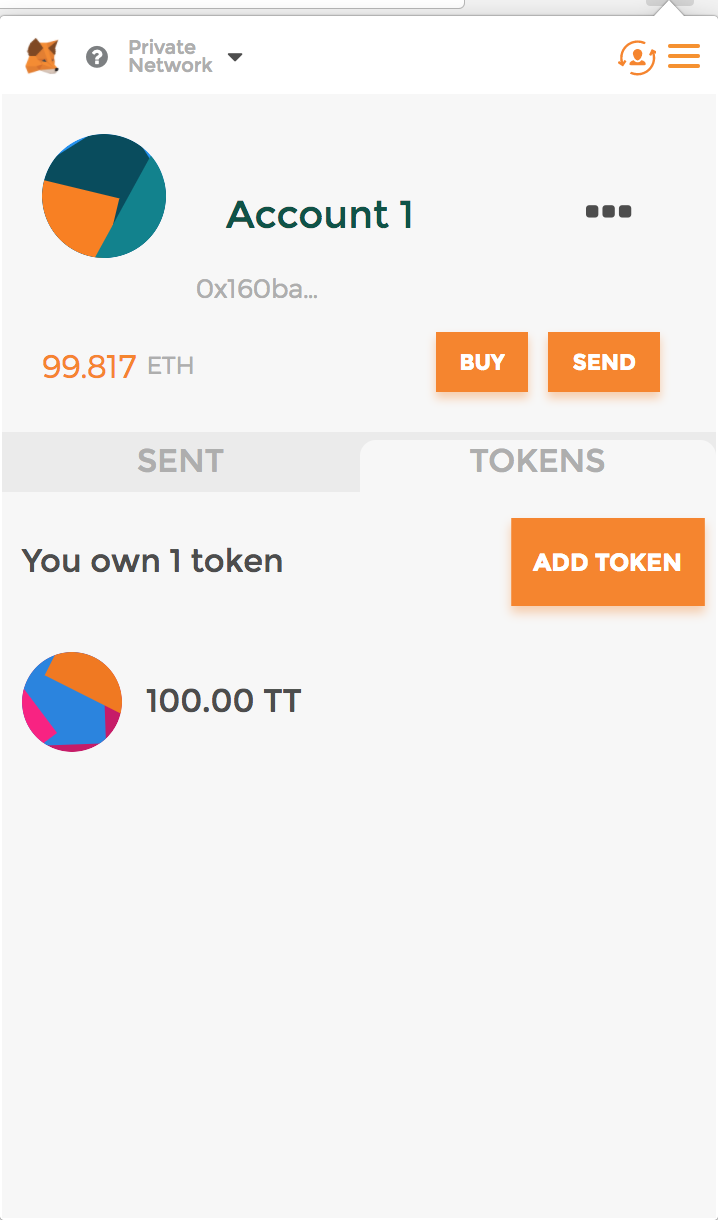 ?
Private
Network
Account 1
0x160ba...
99.817 ETH
BUY
SEND
SENT
TOKENS
You own 1 token
ADD TOKEN
100.00 TT